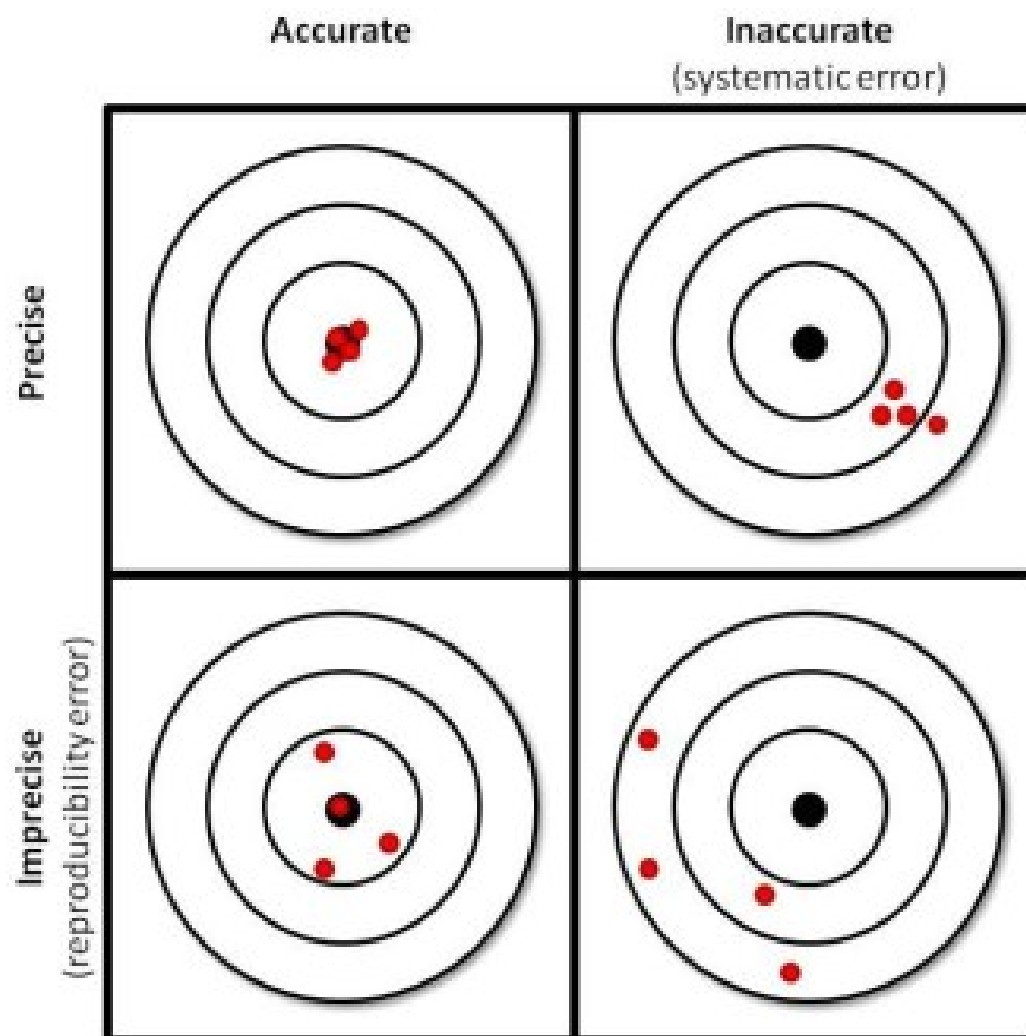 Accurate
Inaccurate
(systematic error)
Precise
Imprecise
(reproducibility error)